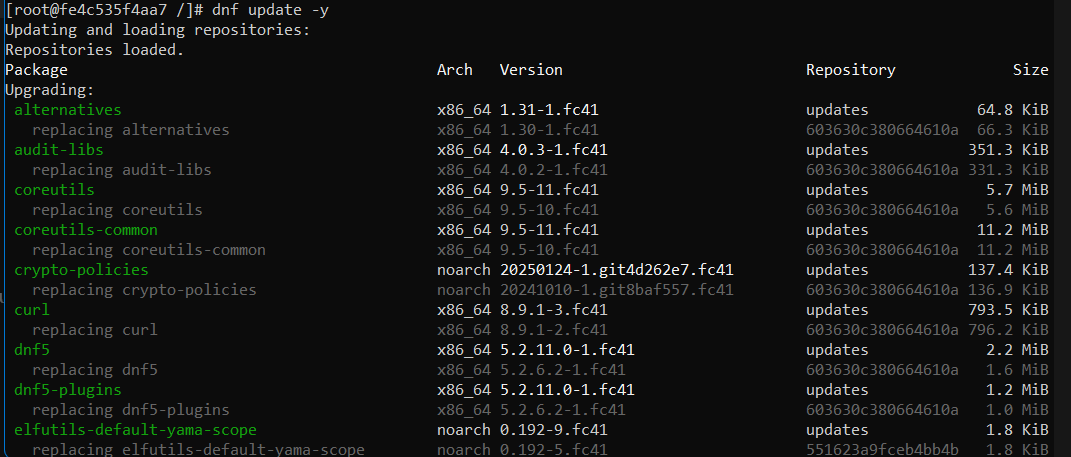 [root@fe4c535f4aa7 /]# dnf update -y
Updating and loading repositories:
Repositories loaded.
Package Arch Version Repository Size
Upgrading:
alternatives x86_64 1.31-1.fc41 updates 64.8 KiB
replacing alternatives x86_64 1.30-1.fc41 603630c380664610a 66.3 KiB
audit-libs x86_64 4.0.3-1.fc41 updates 351.3 KiB
replacing audit-libs x86_64 4.0.2-1.fc41 603630c380664610a 331.3 KiB
coreutils x86_64 9.5-11.fc41 updates 5.7 MiB
replacing coreutils x86_64 9.5-10.fc41 603630c380664610a 5.6 MiB
coreutils-common x86_64 9.5-11.fc41 updates 11.2 MiB
replacing coreutils-common x86_64 9.5-10.fc41 603630c380664610a 11.2 MiB
crypto-policies noarch 20250124-1.git4d262e7.fc41 updates 137.4 KiB
replacing crypto-policies noarch 20241010-1.git8baf557.fc41 603630c380664610a 136.9 KiB
curl x86_64 8.9.1-3.fc41 updates 793.5 KiB
replacing curl x86_64 8.9.1-2.fc41 603630c380664610a 796.2 KiB
dnf5 x86_64 5.2.11.0-1.fc41 updates 2.2 MiB
replacing dnf5 x86_64 5.2.6.2-1.fc41 603630c380664610a 1.6 MiB
dnf5-plugins x86_64 5.2.11.0-1.fc41 updates 1.2 MiB
replacing dnf5-plugins x86_64 5.2.6.2-1.fc41 603630c380664610a 1.0 MiB
elfutils-default-yama-scope noarch 0.192-9.fc41 updates 1.8 KiB
replacing elfutils-default-yama-scope noarch 0.192-5.fc41 551623a9fceb4bb4b 1.8 KiB